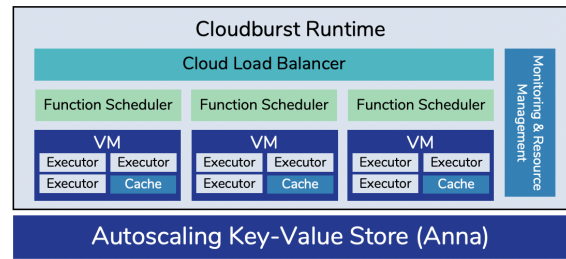 Cloudburst Runtime
Cloud Load Balancer
Monitoring & Resource
Management
Function Scheduler
Function Scheduler
Function Scheduler
VM
Executor
Executor
Executor
Cache
VM
Executor
Executor
Executor
Cache
VM
Executor
Executor
Executor
Cache
Autoscaling Key-Value Store (Anna)